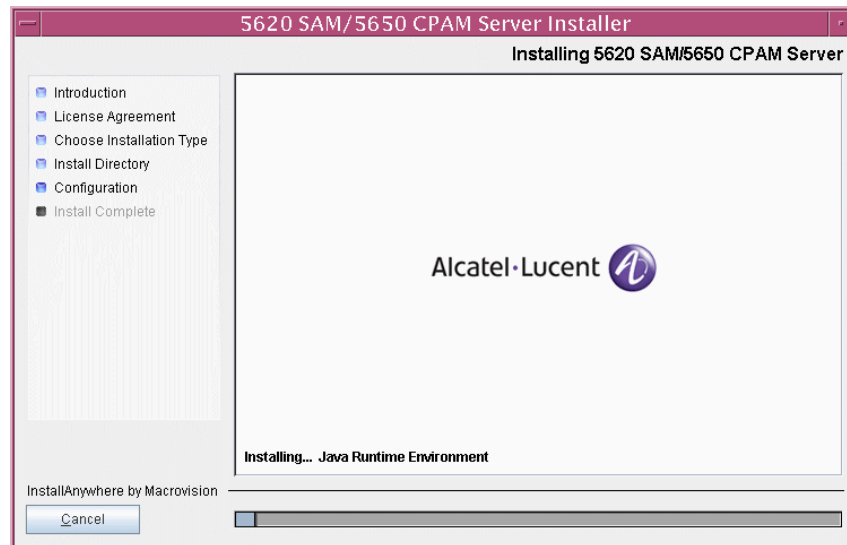 5620 SAM/5650 CPAM Server Installer
Installing 5620 SAM/5650 CPAM Server
Introduction
License Agreement
Choose Installation Type
Install Directory
Configuration
Install Complete
Alcatel·Lucent
Installing... Java Runtime Environment
InstallAnywhere by Macrovision
Cancel